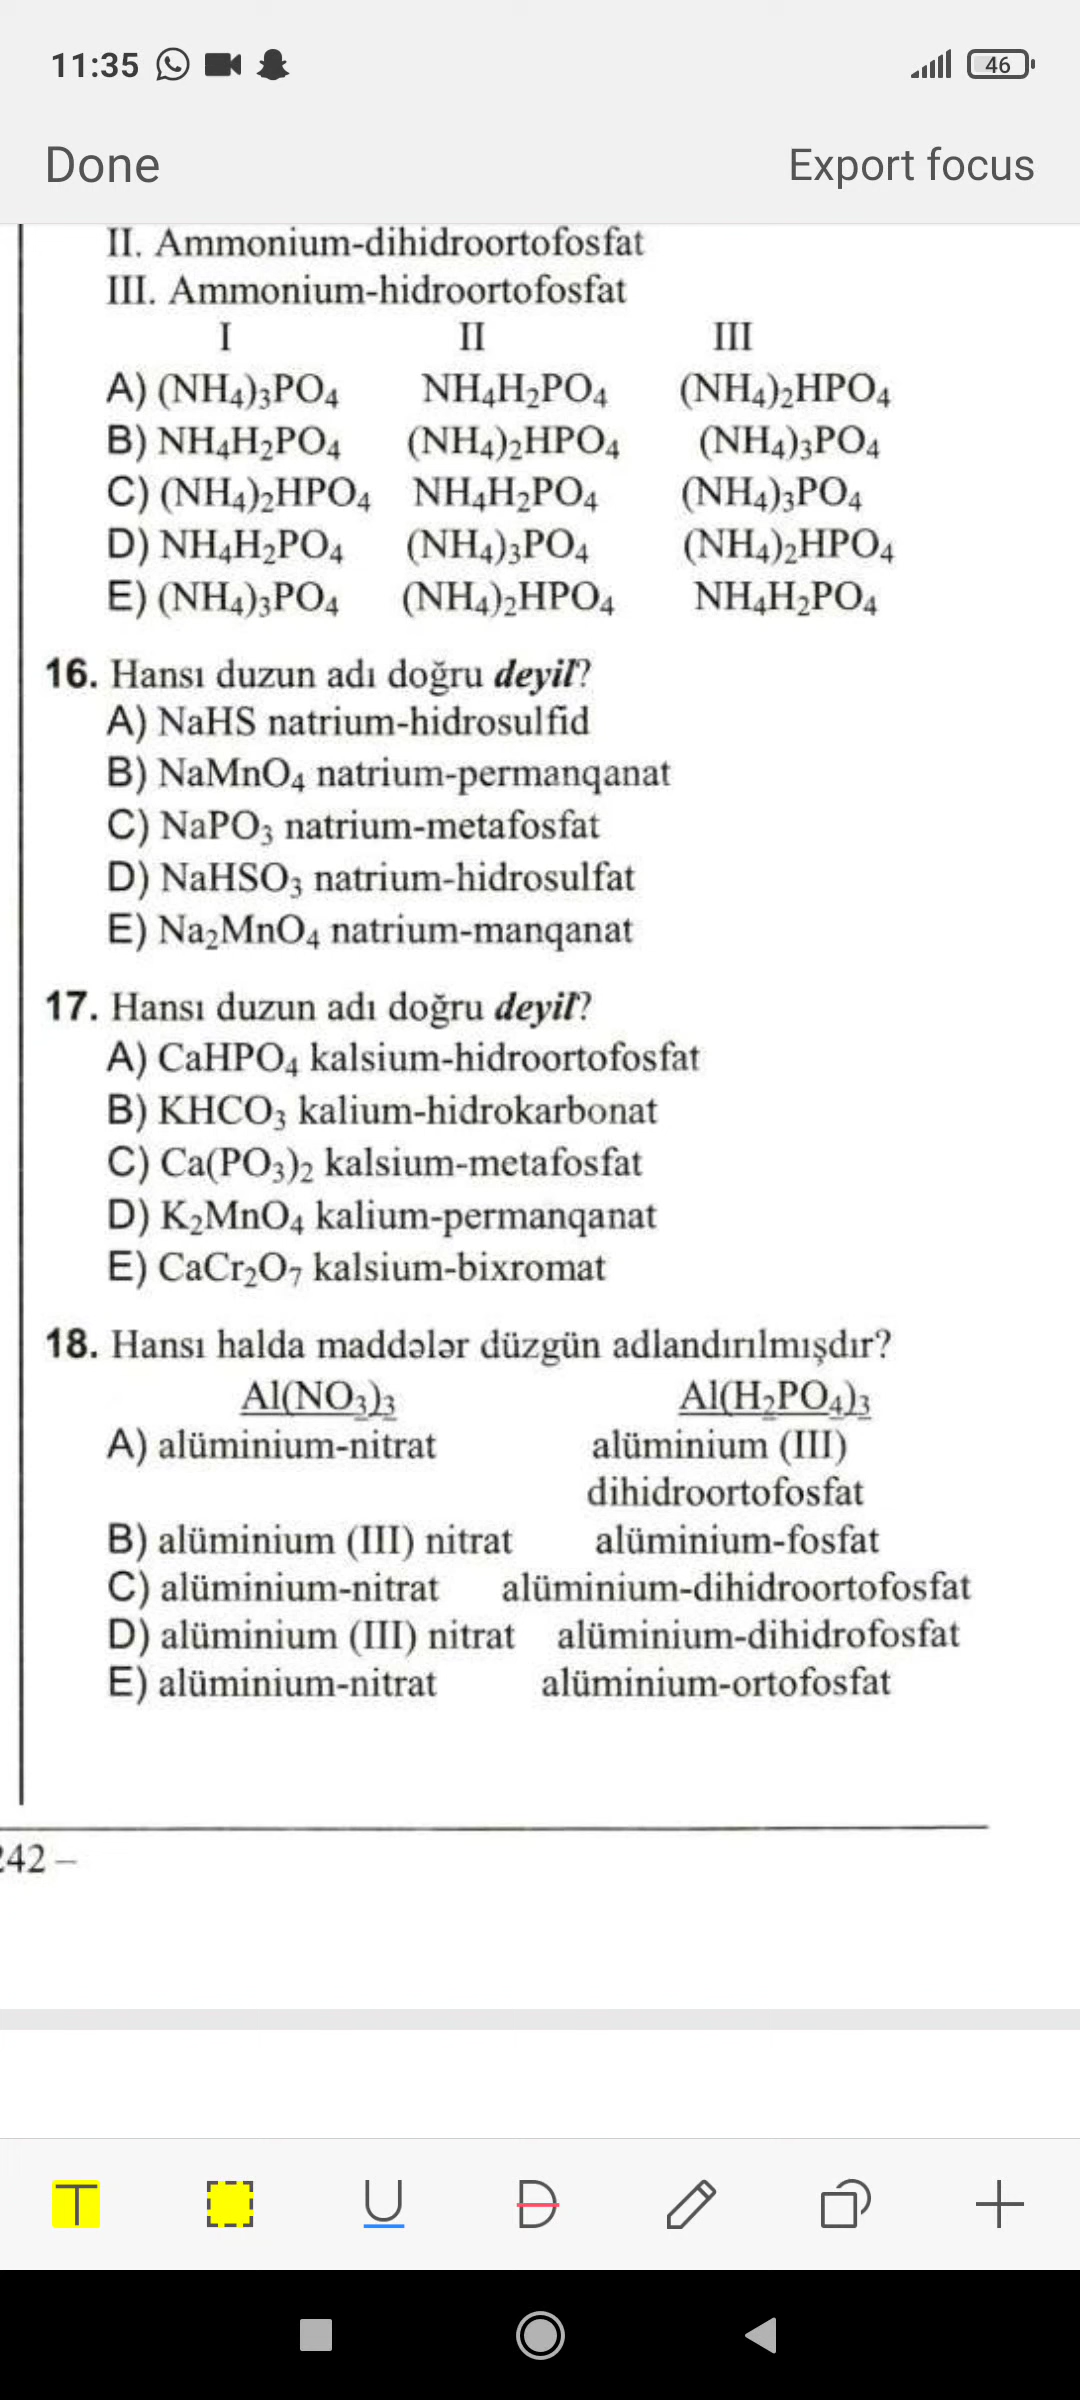 11:35
46
Done
Export focus
II. Ammonium-dihidroortofosfat
III. Ammonium-hidroortofosfat
I II III
A) (NH₄)₃PO₄ NH₄H₂PO₄ (NH₄)₂HPO₄
B) NH₄H₂PO₄ (NH₄)₂HPO₄ (NH₄)₃PO₄
C) (NH₄)₂HPO₄ NH₄H₂PO₄ (NH₄)₃PO₄
D) NH₄H₂PO₄ (NH₄)₃PO₄ (NH₄)₂HPO₄
E) (NH₄)₃PO₄ (NH₄)₂HPO₄ NH₄H₂PO₄
16. Hansı duzun adı doğru deyil?
A) NaHS natrium-hidrosulfid
B) NaMnO₄ natrium-permanqanat
C) NaPO₃ natrium-metafosfat
D) NaHSO₃ natrium-hidrosulfat
E) Na₂MnO₄ natrium-manqanat
17. Hansı duzun adı doğru deyil?
A) CaHPO₄ kalsium-hidroortofosfat
B) KHCO₃ kalium-hidrokarbonat
C) Ca(PO₃)₂ kalsium-metafosfat
D) K₂MnO₄ kalium-permanqanat
E) CaCr₂O₇ kalsium-bixromat
18. Hansı halda maddələr düzgün adlandırılmışdır?
Al(NO₃)₃ Al(H₂PO₄)₃
A) alüminium-nitrat alüminium (III)
dihidroortofosfat
B) alüminium (III) nitrat alüminium-fosfat
C) alüminium-nitrat alüminium-dihidroortofosfat
D) alüminium (III) nitrat alüminium-dihidrofosfat
E) alüminium-nitrat alüminium-ortofosfat
242 –
T U D